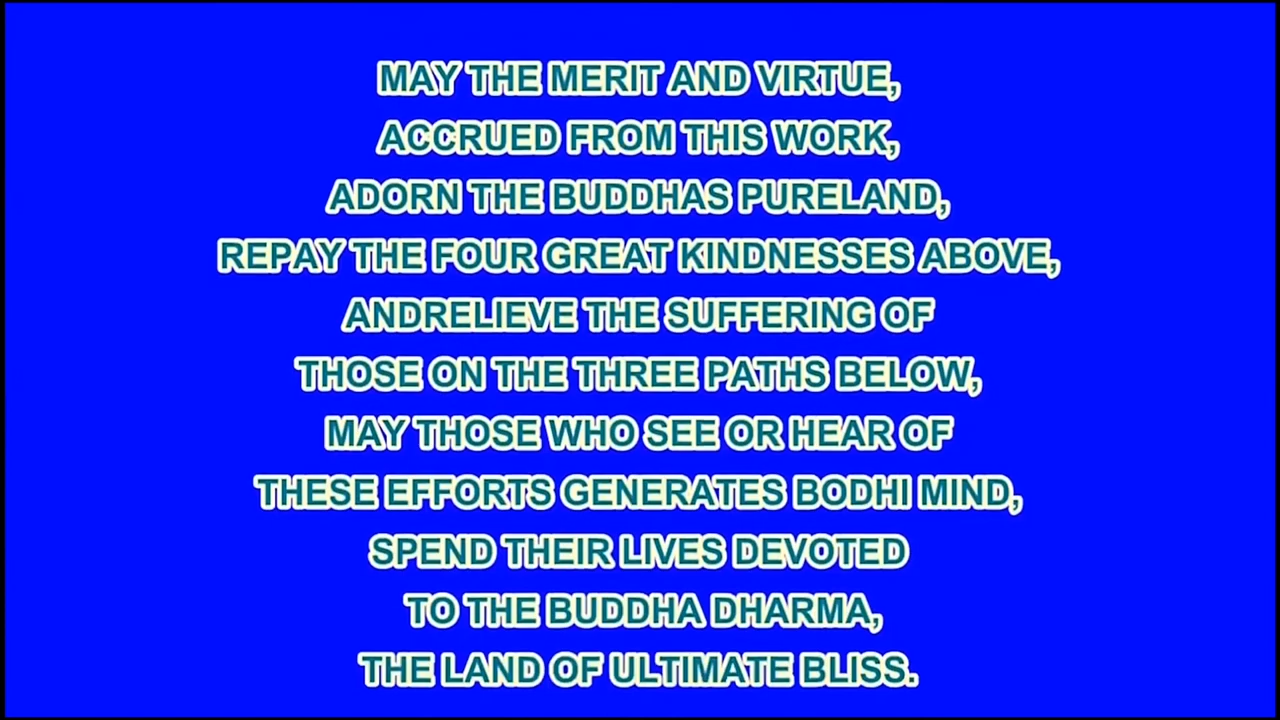 MAY THE MERIT AND VIRTUE,
ACCRUED FROM THIS WORK,
ADORN THE BUDDHAS PURELAND,
REPAY THE FOUR GREAT KINDNESSES ABOVE,
ANDRELIEVE THE SUFFERING OF
THOSE ON THE THREE PATHS BELOW,
MAY THOSE WHO SEE OR HEAR OF
THESE EFFORTS GENERATES BODHI MIND,
SPEND THEIR LIVES DEVOTED
TO THE BUDDHA DHARMA,
THE LAND OF ULTIMATE BLISS.